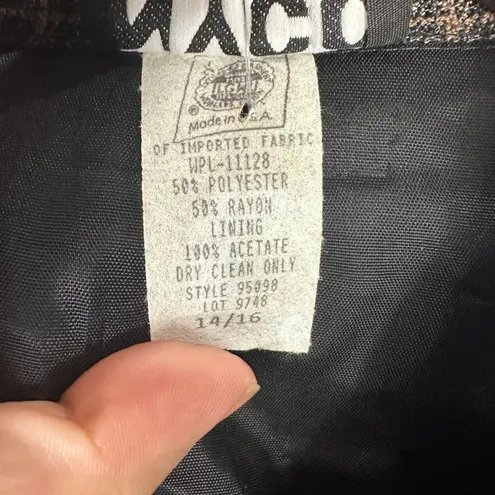 ®
Made in U.S.A.
OF IMPORTED FABRIC
WPL-11128
50% POLYESTER
50% RAYON
LINING
100% ACETATE
DRY CLEAN ONLY
STYLE 95098
LOT 9748
14/16